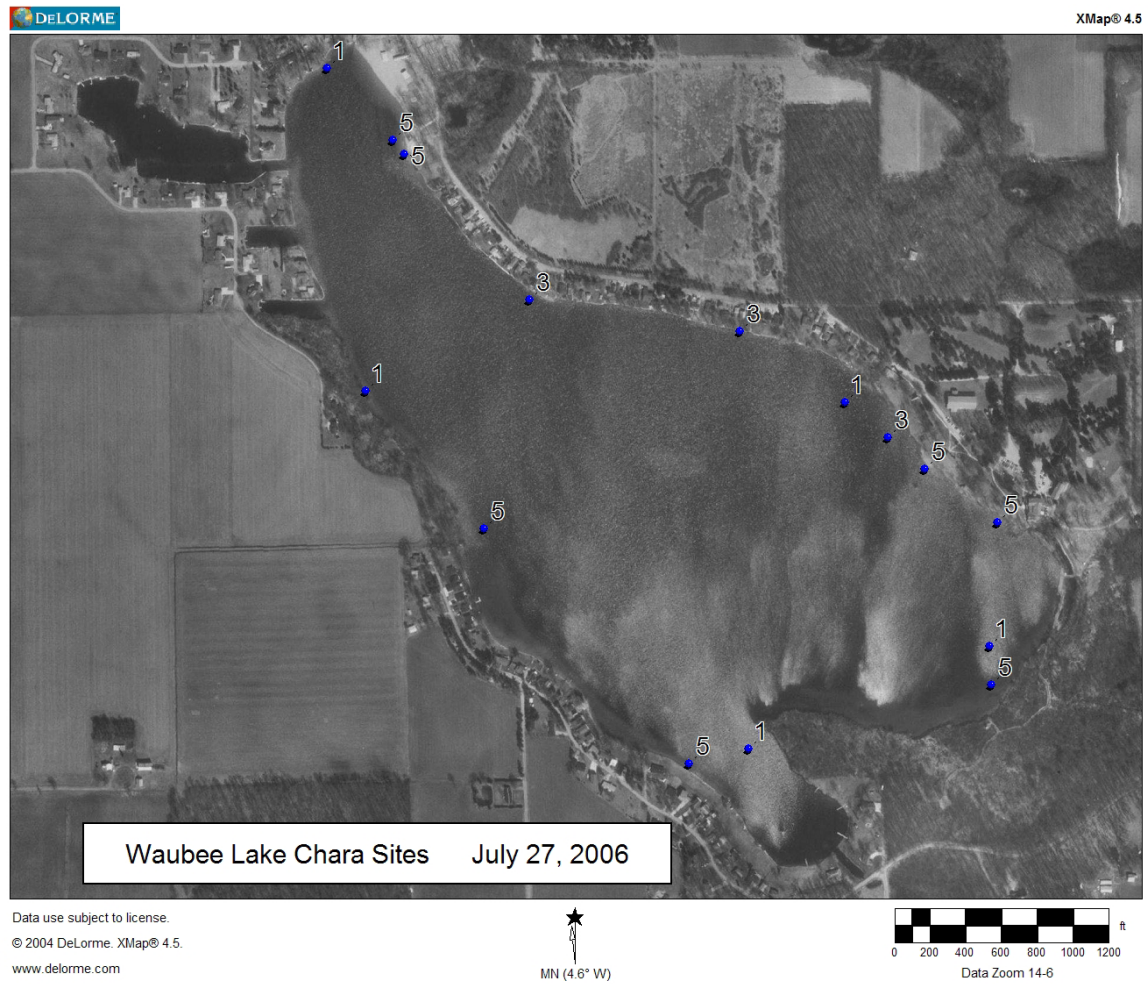 DELORME
XMap® 4.5
1
5
5
3
3
1
1
3
5
5
5
1
5
1
5
Waubee Lake Chara Sites July 27, 2006
Data use subject to license.
© 2004 DeLorme. XMap® 4.5.
www.delorme.com
MN (4.6° W)
ft
0 200 400 600 800 1000 1200
Data Zoom 14-6